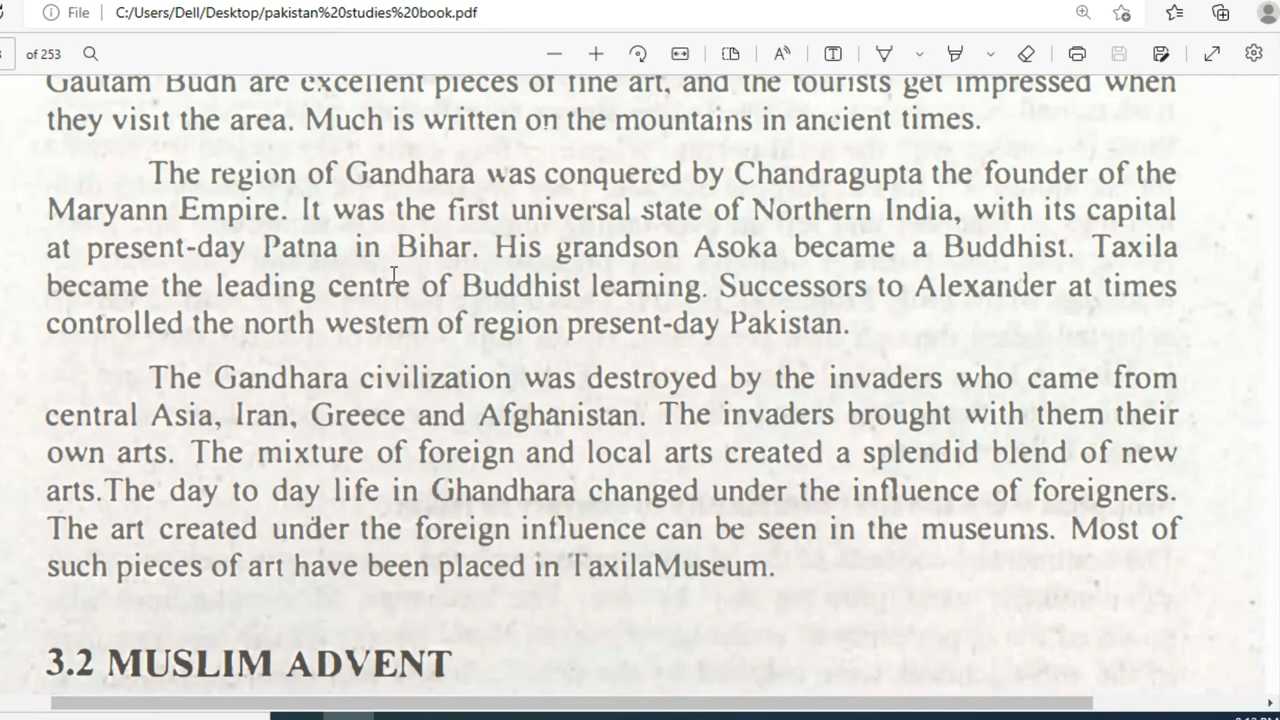 File
C:/Users/Dell/Desktop/pakistan%20studies%20book.pdf
of 253
Gautam Budh are excellent pieces of fine art, and the tourists get impressed when
they visit the area. Much is written on the mountains in ancient times.
The region of Gandhara was conquered by Chandragupta the founder of the
Maryann Empire. It was the first universal state of Northern India, with its capital
at present-day Patna in Bihar. His grandson Asoka became a Buddhist. Taxila
became the leading centre of Buddhist learning. Successors to Alexander at times
controlled the north western of region present-day Pakistan.
The Gandhara civilization was destroyed by the invaders who came from
central Asia, Iran, Greece and Afghanistan. The invaders brought with them their
own arts. The mixture of foreign and local arts created a splendid blend of new
arts.The day to day life in Ghandhara changed under the influence of foreigners.
The art created under the foreign influence can be seen in the museums. Most of
such pieces of art have been placed in TaxilaMuseum.
3.2 MUSLIM ADVENT